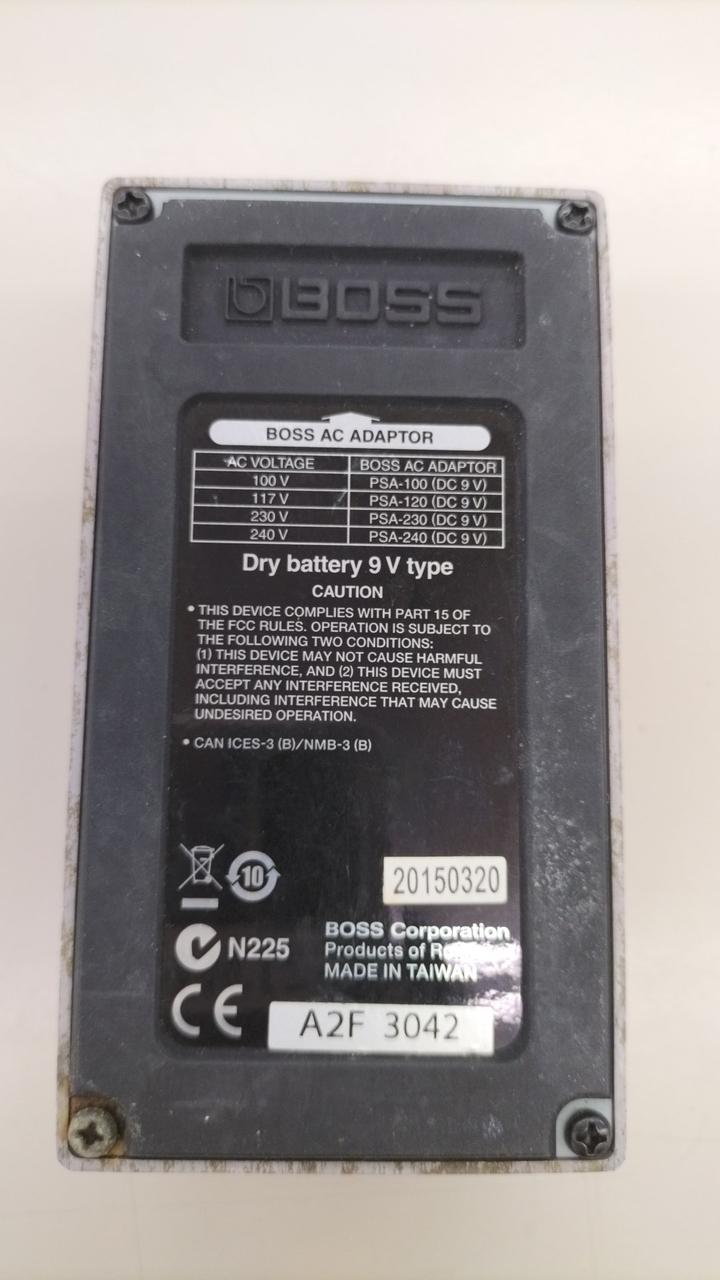 BOSS
BOSS AC ADAPTOR
AC VOLTAGE BOSS AC ADAPTOR
100 V PSA-100 (DC 9 V)
117 V PSA-120 (DC 9 V)
230 V PSA-230 (DC 9 V)
240 V PSA-240 (DC 9 V)
Dry battery 9 V type
CAUTION
• THIS DEVICE COMPLIES WITH PART 15 OF
THE FCC RULES. OPERATION IS SUBJECT TO
THE FOLLOWING TWO CONDITIONS:
(1) THIS DEVICE MAY NOT CAUSE HARMFUL
INTERFERENCE, AND (2) THIS DEVICE MUST
ACCEPT ANY INTERFERENCE RECEIVED,
INCLUDING INTERFERENCE THAT MAY CAUSE
UNDESIRED OPERATION.
• CAN ICES-3 (B)/NMB-3 (B)
10
20150320
N225
BOSS Corporation
Products of
MADE IN TAIWAN
CE
A2F 3042